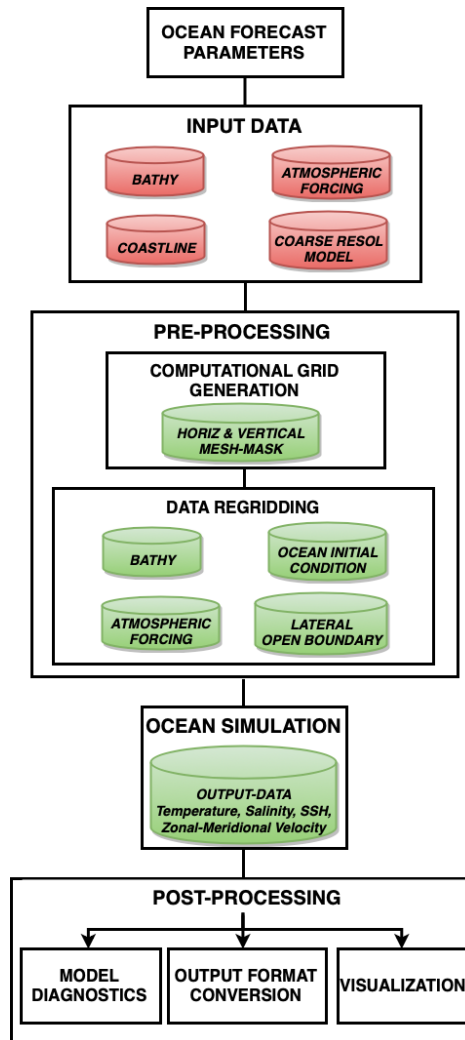 OCEAN FORECAST
PARAMETERS
INPUT DATA
BATHY
ATMOSPHERIC
FORCING
COASTLINE
COARSE RESOL
MODEL
PRE-PROCESSING
COMPUTATIONAL GRID
GENERATION
HORIZ & VERTICAL
MESH-MASK
DATA REGRIDDING
BATHY
OCEAN INITIAL
CONDITION
ATMOSPHERIC
FORCING
LATERAL
OPEN BOUNDARY
OCEAN SIMULATION
OUTPUT-DATA
Temperature, Salinity, SSH,
Zonal-Meridional Velocity
POST-PROCESSING
MODEL
DIAGNOSTICS
OUTPUT FORMAT
CONVERSION
VISUALIZATION